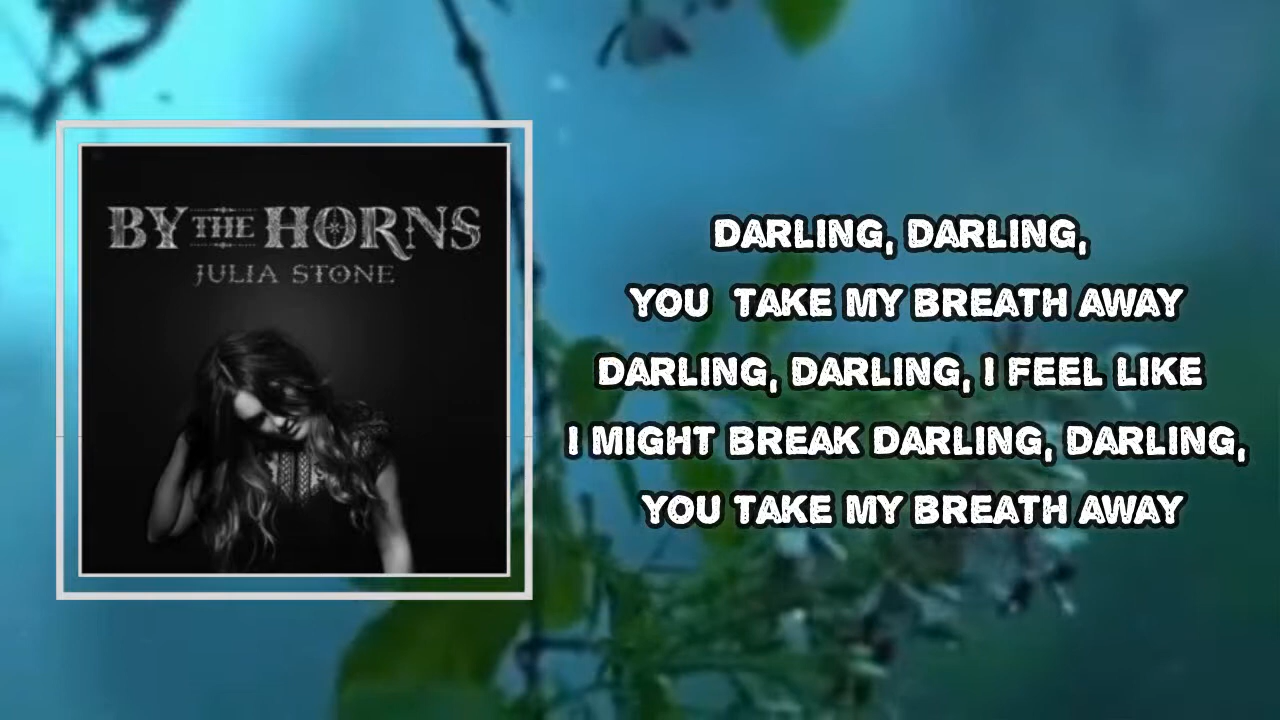 BY THE HORNS
JULIA STONE
DARLING, DARLING,
YOU TAKE MY BREATH AWAY
DARLING, DARLING, I FEEL LIKE
I MIGHT BREAK DARLING, DARLING,
YOU TAKE MY BREATH AWAY